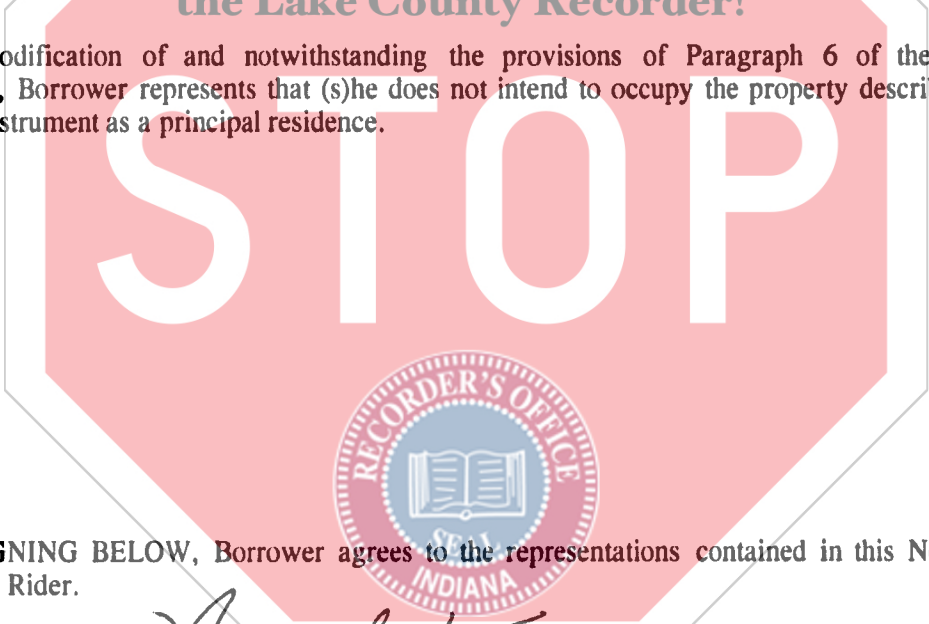 the Lake County Recorder!
odification of and notwithstanding the provisions of Paragraph 6 of the
. Borrower represents that (s)he does not intend to occupy the property descri
strument as a principal residence.
STOP
RECORDER'S OFFICE
SEAL
INDIANA
GNING BELOW, Borrower agrees to the representations contained in this N
Rider.